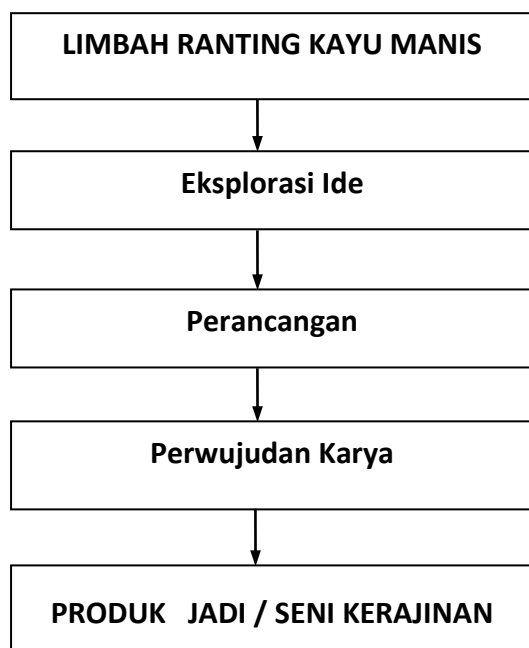 LIMBAH RANTING KAYU MANIS
Eksplorasi Ide
Perancangan
Perwujudan Karya
PRODUK JADI / SENI KERAJINAN